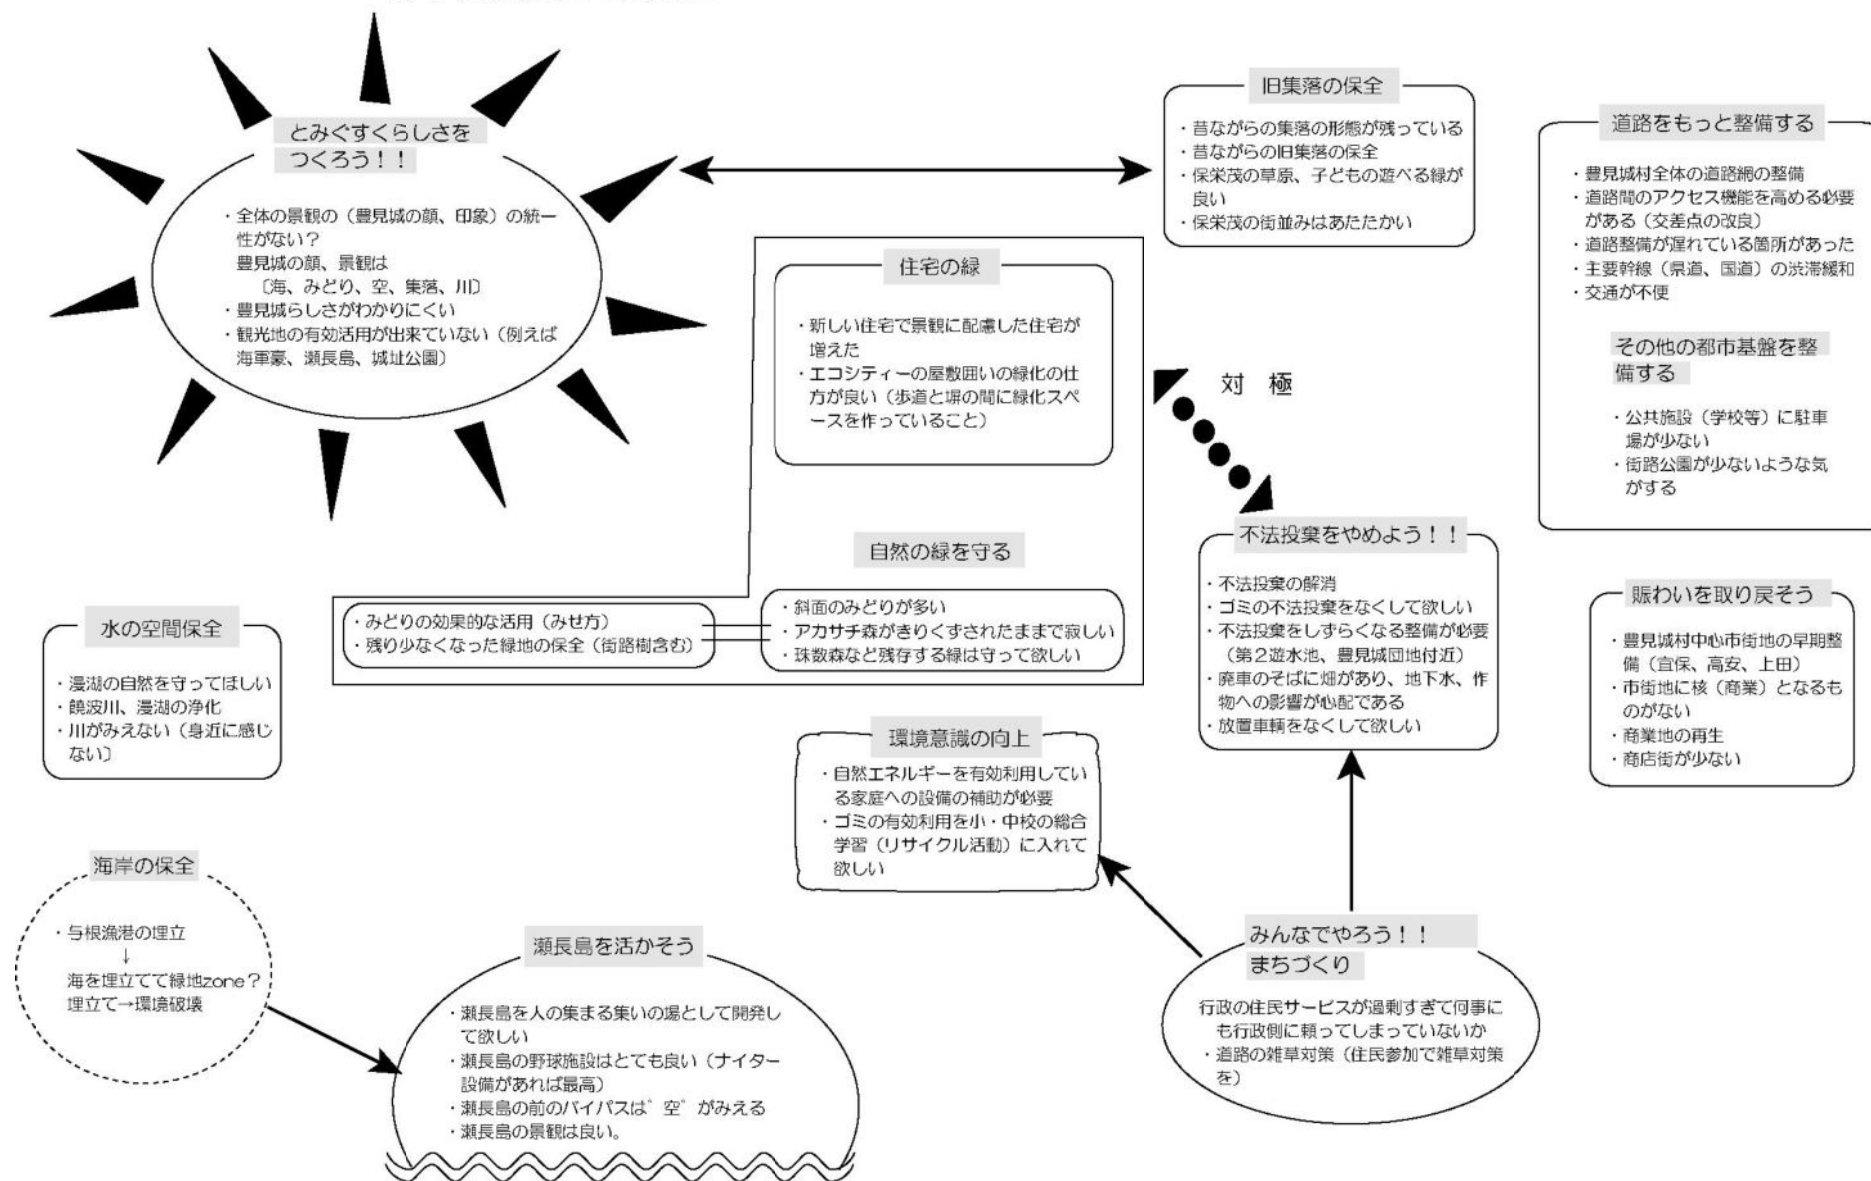 とみぐすくらしさを
つくろう！！
・全体の景観の（豊見城の顔、印象）の統一
性がない？
豊見城の顔、景観は
〔海、みどり、空、集落、川〕
・豊見城らしさがわかりにくい
・観光地の有効活用が出来ていない（例えば
海軍豪、瀬長島、城址公園）
旧集落の保全
・昔ながらの集落の形態が残っている
・昔ながらの旧集落の保全
・保栄茂の草原、子どもの遊べる緑が
良い
・保栄茂の街並みはあたたかい
道路をもっと整備する
・豊見城村全体の道路網の整備
・道路間のアクセス機能を高める必要
がある（交差点の改良）
・道路整備が遅れている箇所があった
・主要幹線（県道、国道）の渋滞緩和
・交通が不便
その他の都市基盤を整
備する
・公共施設（学校等）に駐車
場が少ない
・街路公園が少ないような気
がする
住宅の緑
・新しい住宅で景観に配慮した住宅が
増えた
・エコシティーの屋敷囲いの緑化の仕
方が良い（歩道と塀の間に緑化スペ
ースを作っていること）
対　極
自然の緑を守る
・みどりの効果的な活用（みせ方）
・残り少なくなった緑地の保全（街路樹含む）
・斜面のみどりが多い
・アカサチ森がきりくずされたままで寂しい
・珠数森など残存する緑は守って欲しい
不法投棄をやめよう！！
・不法投棄の解消
・ゴミの不法投棄をなくして欲しい
・不法投棄をしずらくなる整備が必要
（第２遊水池、豊見城団地付近）
・廃車のそばに畑があり、地下水、作
物への影響が心配である
・放置車輌をなくして欲しい
賑わいを取り戻そう
・豊見城村中心市街地の早期整
備（宜保、高安、上田）
・市街地に核（商業）となるも
のがない
・商業地の再生
・商店街が少ない
水の空間保全
・漫湖の自然を守ってほしい
・饒波川、漫湖の浄化
・川がみえない（身近に感じ
ない〕
環境意識の向上
・自然エネルギーを有効利用してい
る家庭への設備の補助が必要
・ゴミの有効利用を小・中校の総合
学習（リサイクル活動）に入れて
欲しい
海岸の保全
・与根漁港の埋立
↓
海を埋立てて緑地zone？
埋立て→環境破壊
瀬長島を活かそう
・瀬長島を人の集まる集いの場として開発し
て欲しい
・瀬長島の野球施設はとても良い（ナイター
設備があれば最高）
・瀬長島の前のバイパスは゛空゛がみえる
・瀬長島の景観は良い。
みんなでやろう！！
まちづくり
行政の住民サービスが過剰すぎて何事に
も行政側に頼ってしまっていないか
・道路の雑草対策（住民参加で雑草対策
を）